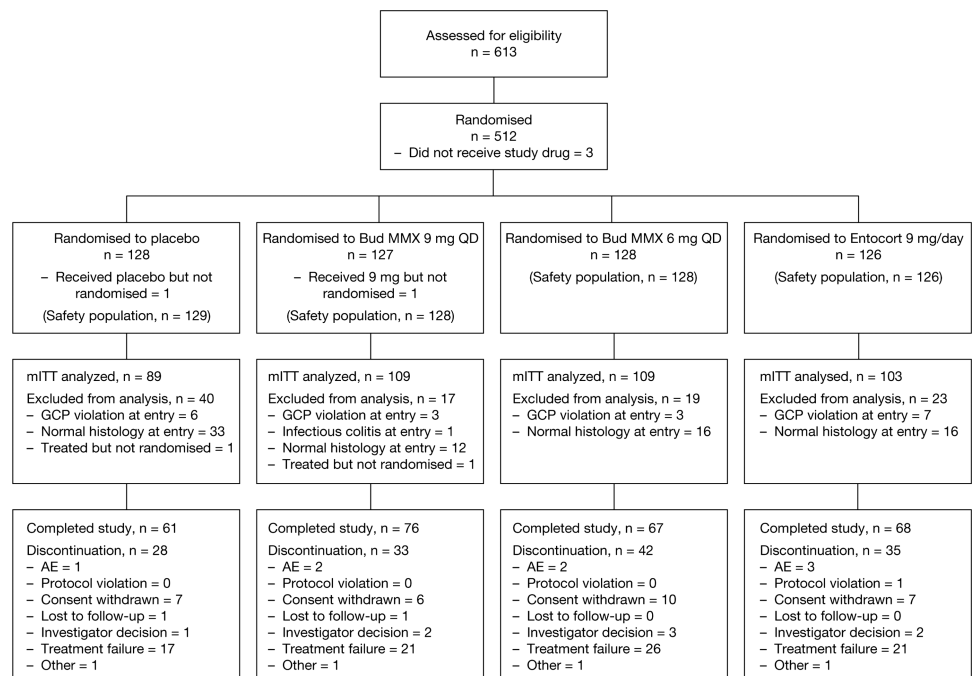 Assessed for eligibility
n = 613
Randomised
n = 512
– Did not receive study drug = 3
Randomised to placebo
n = 128
– Received placebo but not
randomised = 1
(Safety population, n = 129)
Randomised to Bud MMX 9 mg QD
n = 127
– Received 9 mg but not
randomised = 1
(Safety population, n = 128)
Randomised to Bud MMX 6 mg QD
n = 128
(Safety population, n = 128)
Randomised to Entocort 9 mg/day
n = 126
(Safety population, n = 126)
mITT analyzed, n = 89
Excluded from analysis, n = 40
– GCP violation at entry = 6
– Normal histology at entry = 33
– Treated but not randomised = 1
mITT analyzed, n = 109
Excluded from analysis, n = 17
– GCP violation at entry = 3
– Infectious colitis at entry = 1
– Normal histology at entry = 12
– Treated but not randomised = 1
mITT analyzed, n = 109
Excluded from analysis, n = 19
– GCP violation at entry = 3
– Normal histology at entry = 16
mITT analysed, n = 103
Excluded from analysis, n = 23
– GCP violation at entry = 7
– Normal histology at entry = 16
Completed study, n = 61
Discontinuation, n = 28
– AE = 1
– Protocol violation = 0
– Consent withdrawn = 7
– Lost to follow-up = 1
– Investigator decision = 1
– Treatment failure = 17
– Other = 1
Completed study, n = 76
Discontinuation, n = 33
– AE = 2
– Protocol violation = 0
– Consent withdrawn = 6
– Lost to follow-up = 1
– Investigator decision = 2
– Treatment failure = 21
– Other = 1
Completed study, n = 67
Discontinuation, n = 42
– AE = 2
– Protocol violation = 0
– Consent withdrawn = 10
– Lost to follow-up = 0
– Investigator decision = 3
– Treatment failure = 26
– Other = 1
Completed study, n = 68
Discontinuation, n = 35
– AE = 3
– Protocol violation = 1
– Consent withdrawn = 7
– Lost to follow-up = 0
– Investigator decision = 2
– Treatment failure = 21
– Other = 1